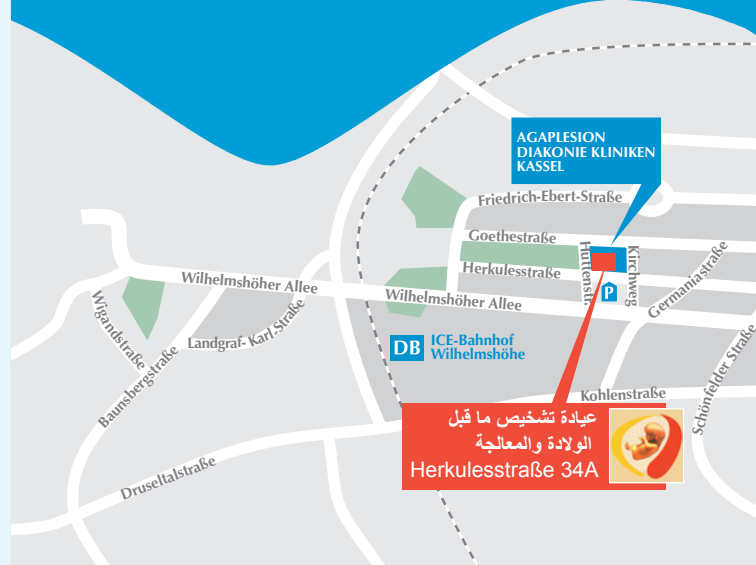 AGAPLESION
DIAKONIE KLINIKEN
KASSEL
Friedrich-Ebert-Straße
Goethestraße
Huttenstr.
Kirchweg
Herkulesstraße
Germaniastraße
P
Wilhelmshöher Allee
Wilhelmshöher Allee
Wigandstraße
Landgraf-Karl-Straße
Baunsbergstraße
DB ICE-Bahnhof
Wilhelmshöhe
Schönfelder Straße
Kohlenstraße
عيادة تشخيص ما قبل
الولادة والمعالجة
Herkulesstraße 34A
Druseltalstraße